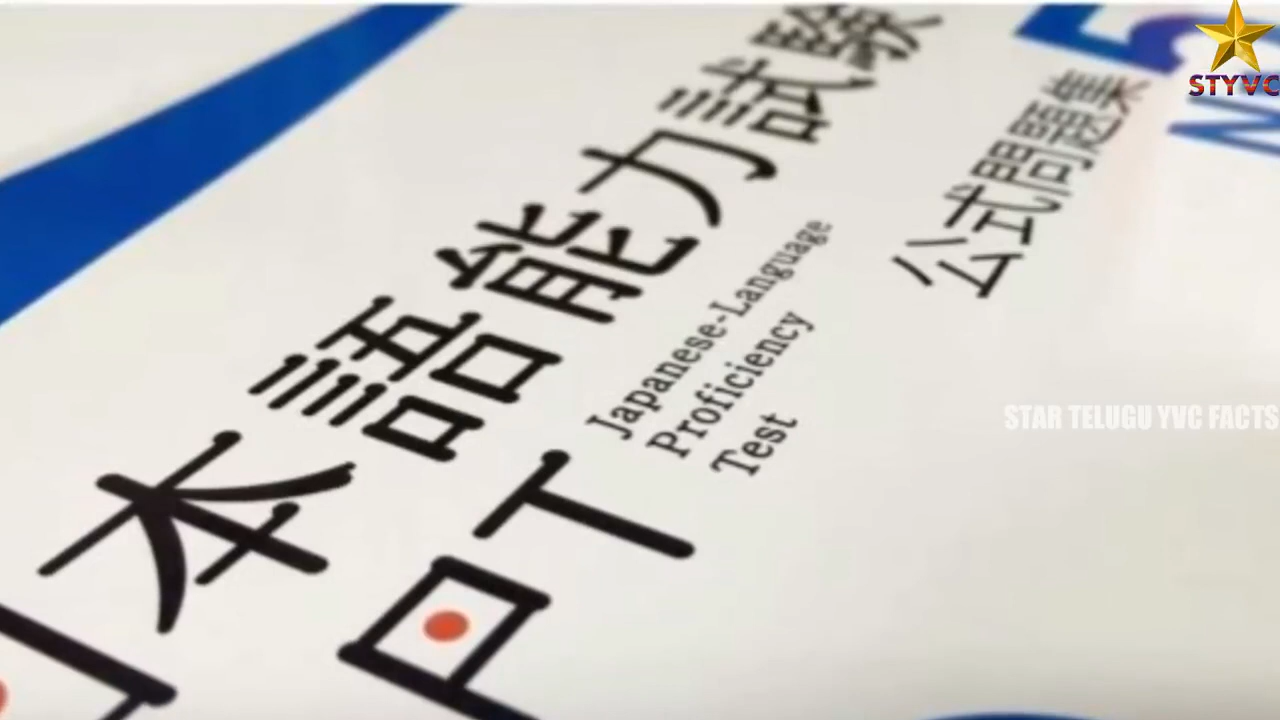 本語能力試験
PT
Japanese-Language
Proficiency
Test
公式問題集
STYVC
STAR TELUGU YVC FACTS